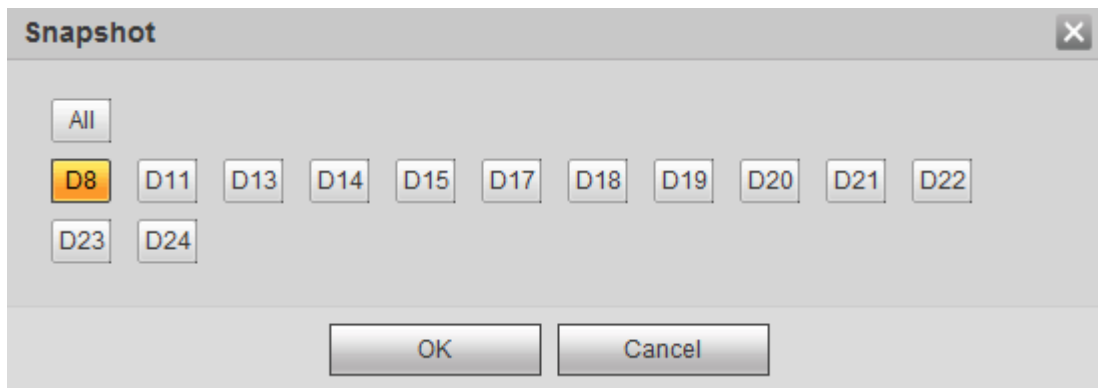 Snapshot
All
D8 D11 D13 D14 D15 D17 D18 D19 D20 D21 D22
D23 D24
OK Cancel